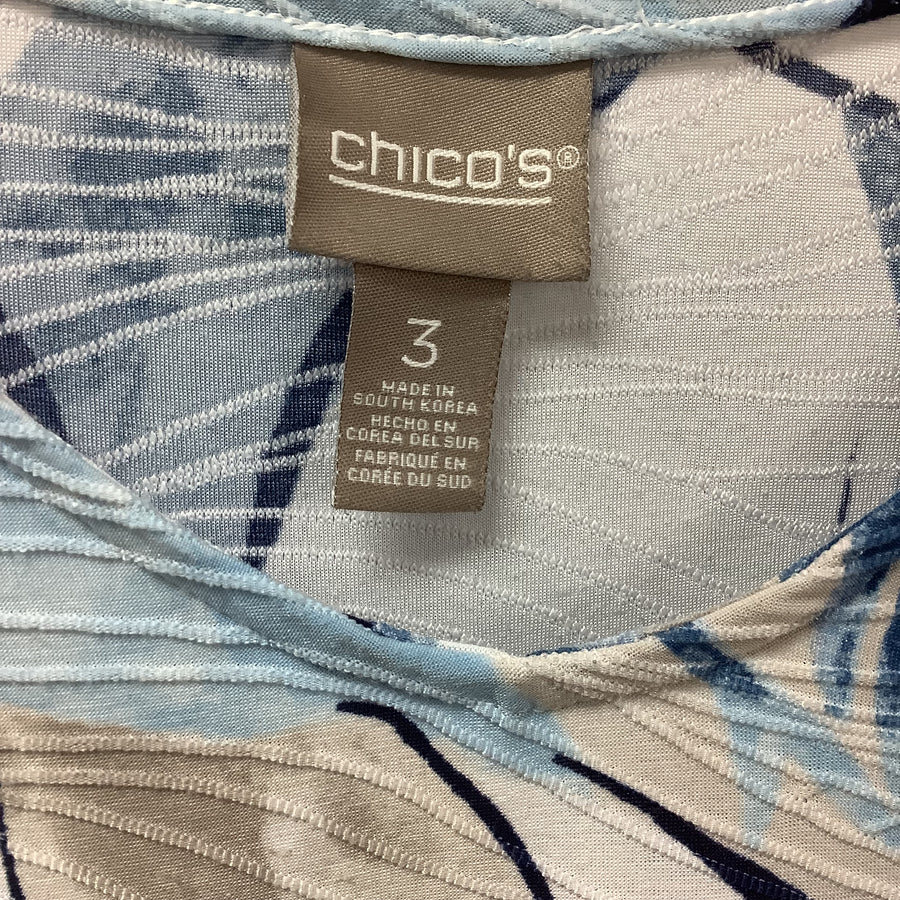 chico's®
3
MADE IN
SOUTH KOREA
HECHO EN
COREA DEL SUR
FABRIQUÉ EN
CORÉE DU SUD